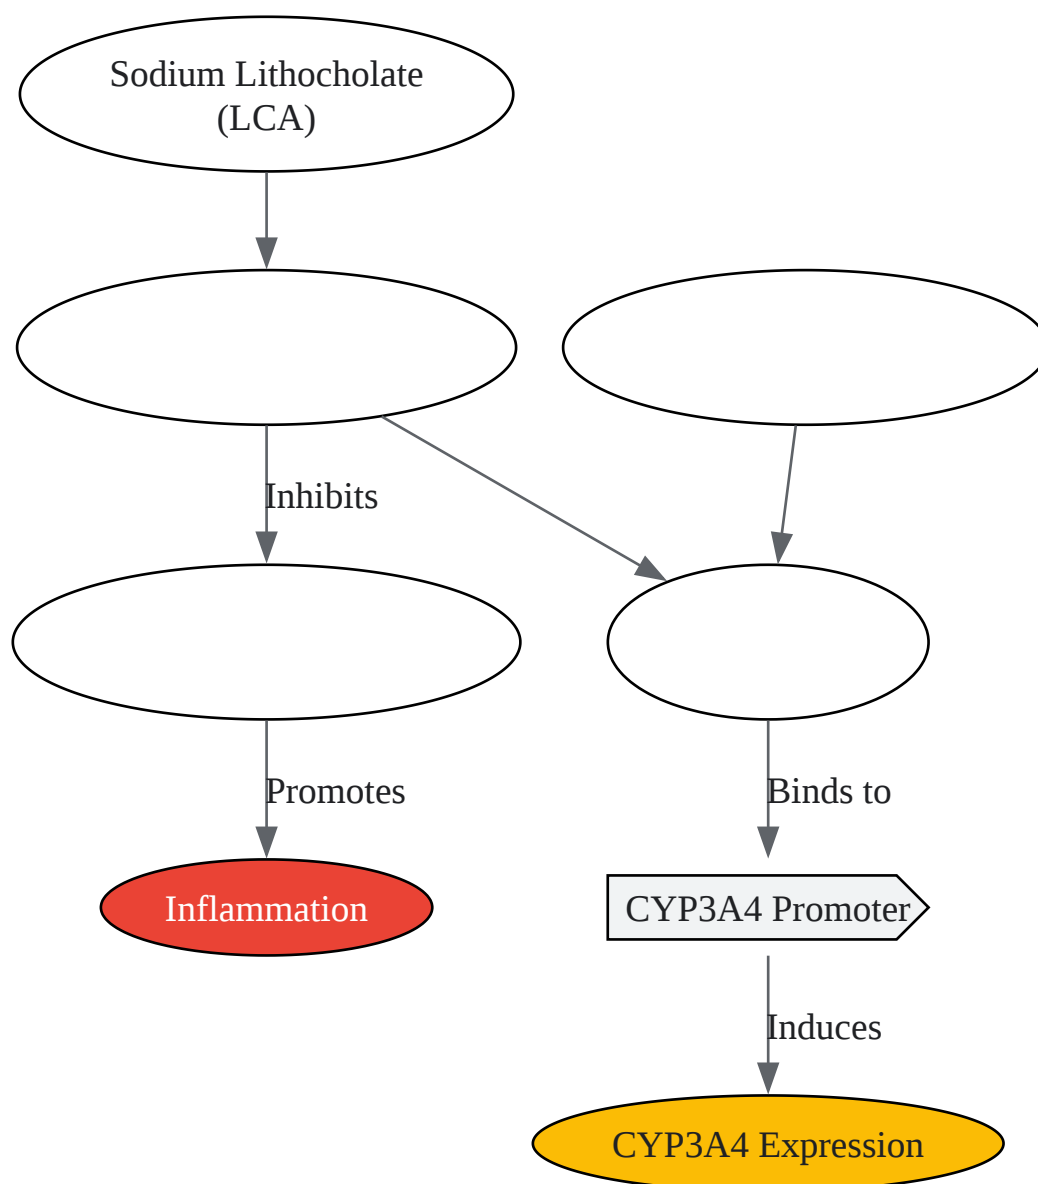 Sodium Lithocholate
(LCA)
Inhibits
Promotes
Binds to
Inflammation
CYP3A4 Promoter
Induces
CYP3A4 Expression